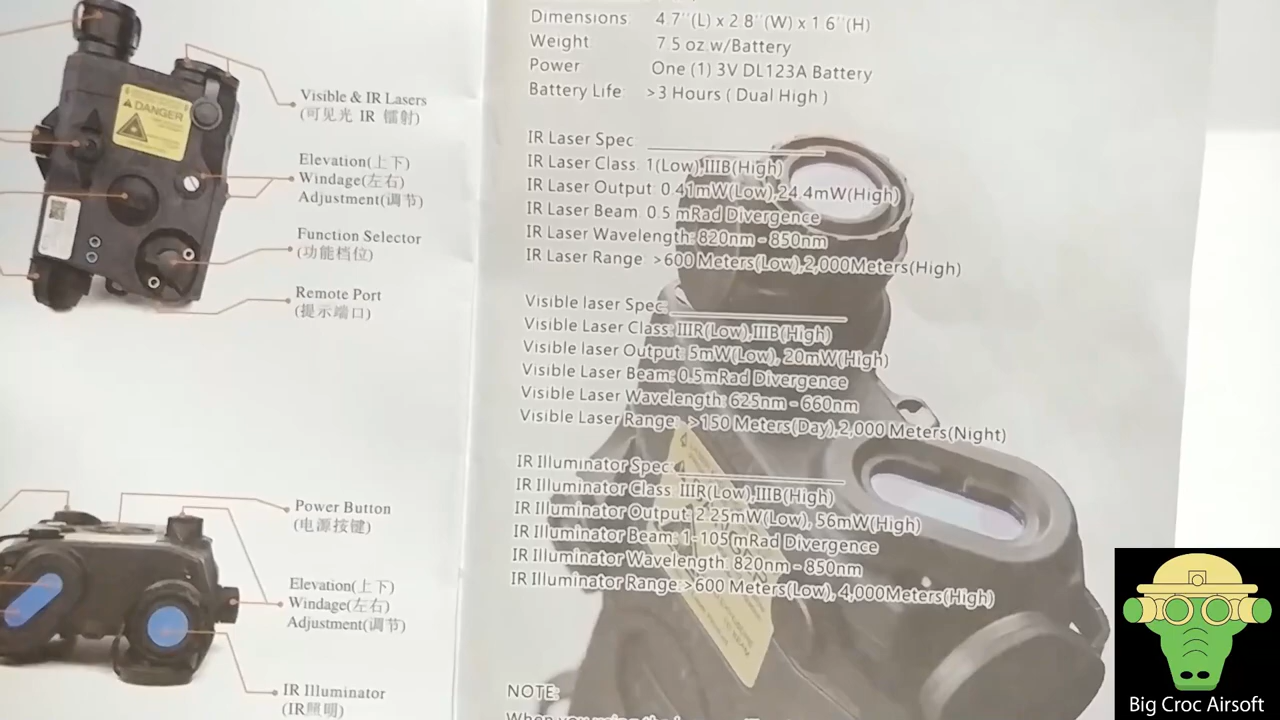 Visible & IR Lasers
(可见光 IR 镭射)
Elevation(上下)
Windage(左右)
Adjustment(调节)
Function Selector
(功能档位)
Remote Port
(提示端口)
DANGER
Power Button
(电源按键)
Elevation(上下)
Windage(左右)
Adjustment(调节)
IR Illuminator
(IR照明)
Dimensions 4.7''(L) x 2.8''(W) x 1 6''(H)
Weight 7.5 oz w/Battery
Power One (1) 3V DL123A Battery
Battery Life: >3 Hours ( Dual High )
IR Laser Spec:
IR Laser Class: 1(Low),IIIB(High)
IR Laser Output: 0.41mW(Low),24.4mW(High)
IR Laser Beam: 0.5 mRad Divergence
IR Laser Wavelength: 820nm - 850nm
IR Laser Range: >600 Meters(Low),2,000Meters(High)
Visible laser Spec:
Visible Laser Class: IIIR(Low),IIIB(High)
Visible laser Output: 5mW(Low), 20mW(High)
Visible Laser Beam: 0.5mRad Divergence
Visible Laser Wavelength: 625nm - 660nm
Visible Laser Range: >150 Meters(Day),2,000 Meters(Night)
IR Illuminator Spec:
IR Illuminator Class: IIIR(Low),IIIB(High)
IR Illuminator Output: 2.25mW(Low), 56mW(High)
IR Illuminator Beam: 1-105(mRad Divergence
IR Illuminator Wavelength: 820nm - 850nm
IR Illuminator Range:>600 Meters(Low), 4,000Meters(High)
NOTE:
When you using the
Big Croc Airsoft